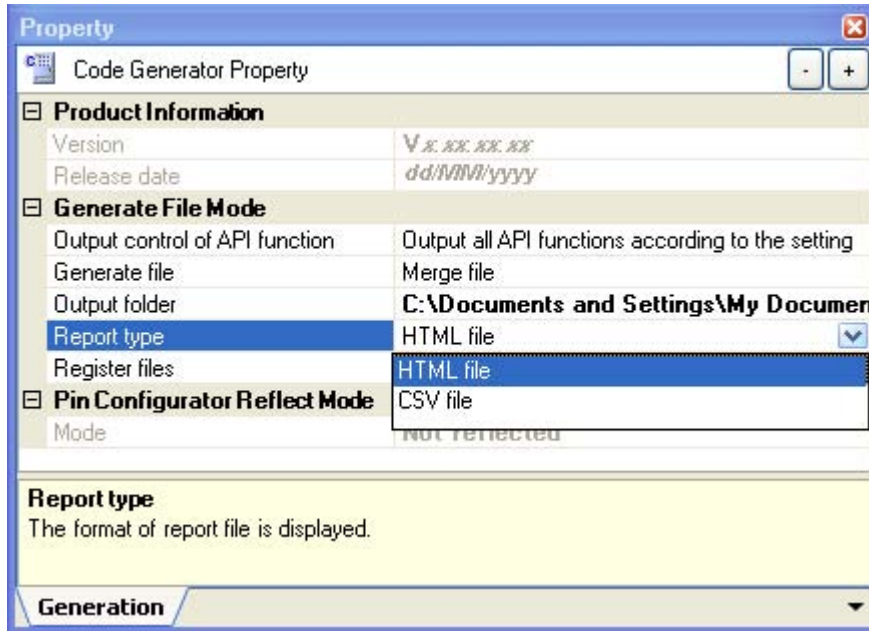 Property
Code Generator Property
- +
Product Information
Version V x.xx.xx.xx
Release date dd/MM/yyyy
Generate File Mode
Output control of API function Output all API functions according to the setting
Generate file Merge file
Output folder C:\Documents and Settings\My Documen
Report type HTML file
Register files HTML file
CSV file
Pin Configurator Reflect Mode
Mode Not reflected
Report type
The format of report file is displayed.
Generation